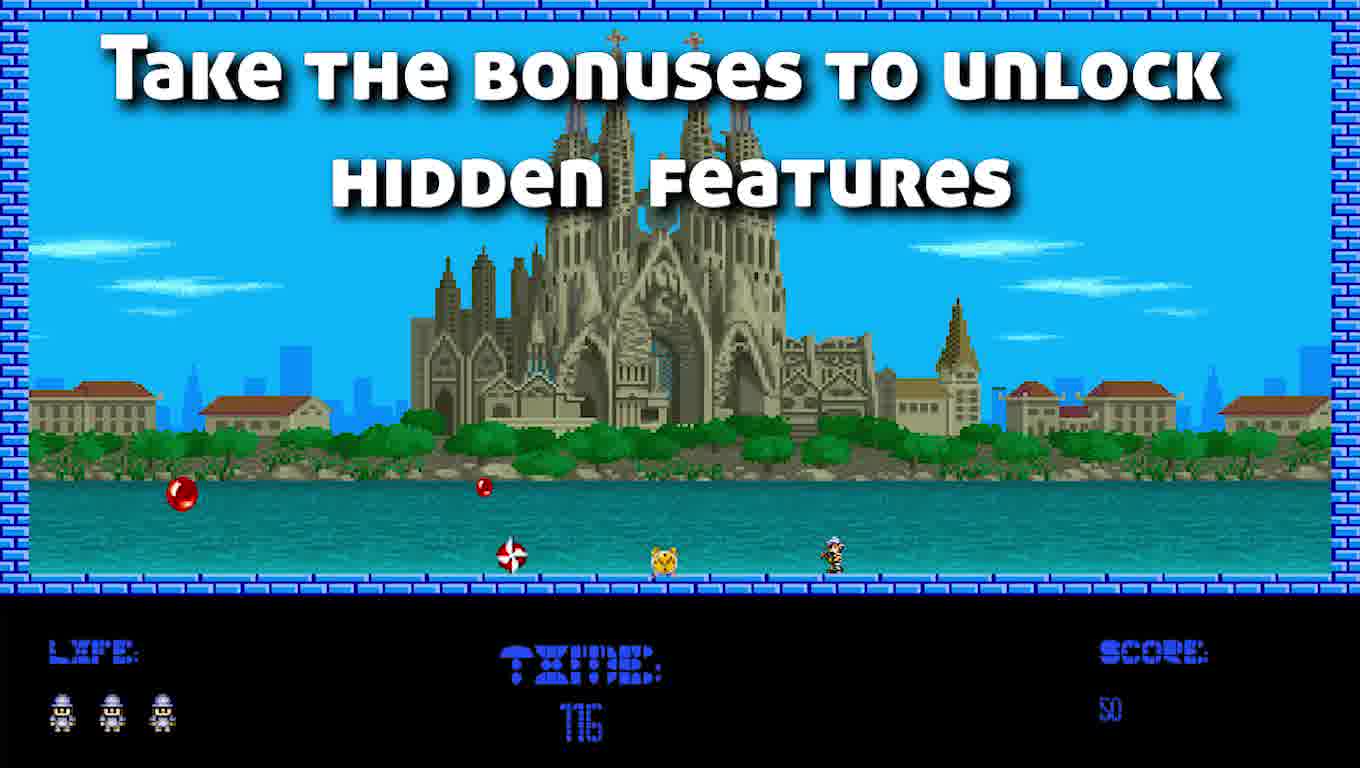 Take the bonuses to unlock
hidden features
LIFE:
TIME:
SCORE:
116
50